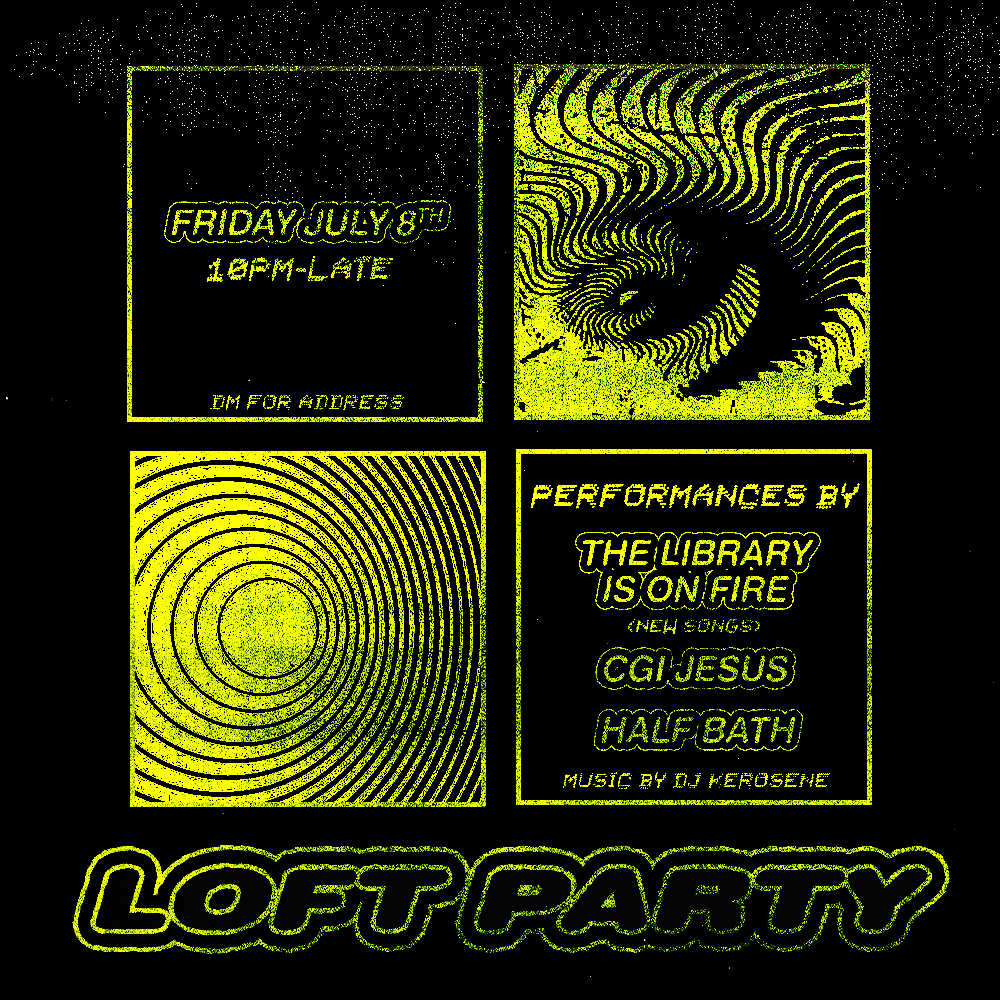 FRIDAY JULY 8TH
10PM-LATE
DM FOR ADDRESS
PERFORMANCES BY
THE LIBRARY
IS ON FIRE
(NEW SONGS)
CGI JESUS
HALF BATH
MUSIC BY DJ KEROSENE
LOFT PARTY